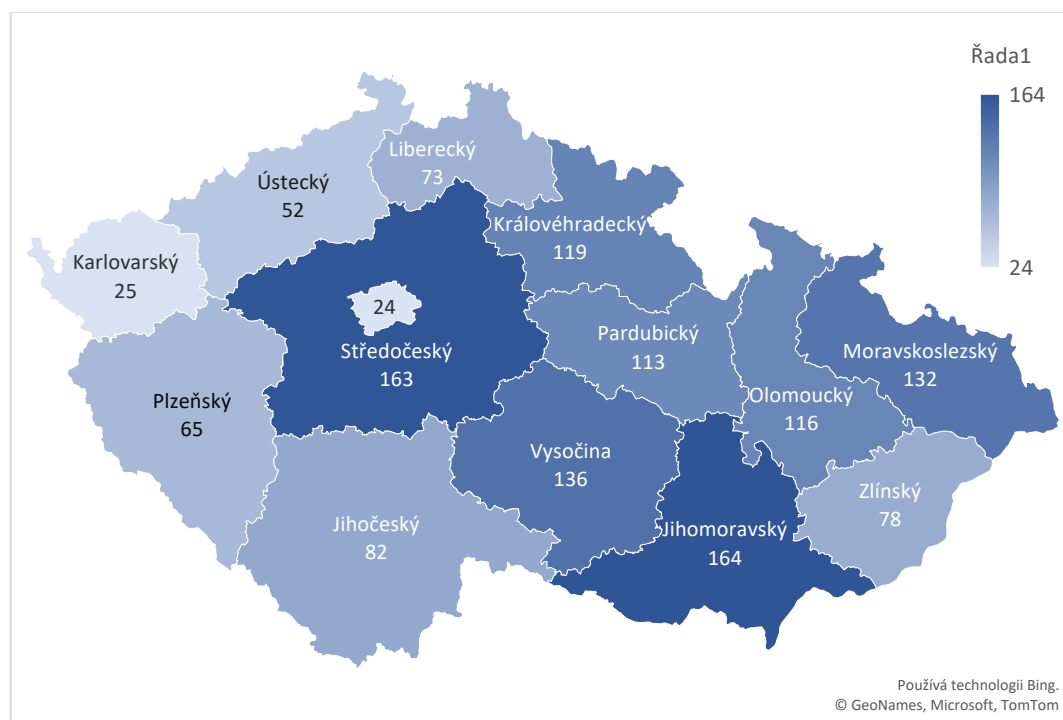 Řada1
164
24
Liberecký
73
Ústecký
52
Královéhradecký
119
Karlovarský
25
24
Středočeský
163
Pardubický
113
Moravskoslezský
132
Plzeňský
65
Olomoucký
116
Vysočina
136
Zlínský
78
Jihočeský
82
Jihomoravský
164
Používá technologii Bing.
© GeoNames, Microsoft, TomTom